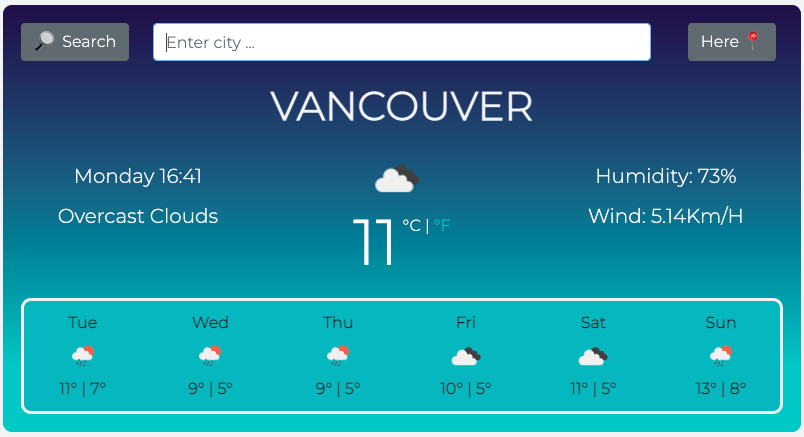 Search
Enter city ...
Here
VANCOUVER
Monday 16:41
Overcast Clouds
11 °C | °F
Humidity: 73%
Wind: 5.14Km/H
Tue Wed Thu Fri Sat Sun
11° | 7° 9° | 5° 9° | 5° 10° | 5° 11° | 5° 13° | 8°